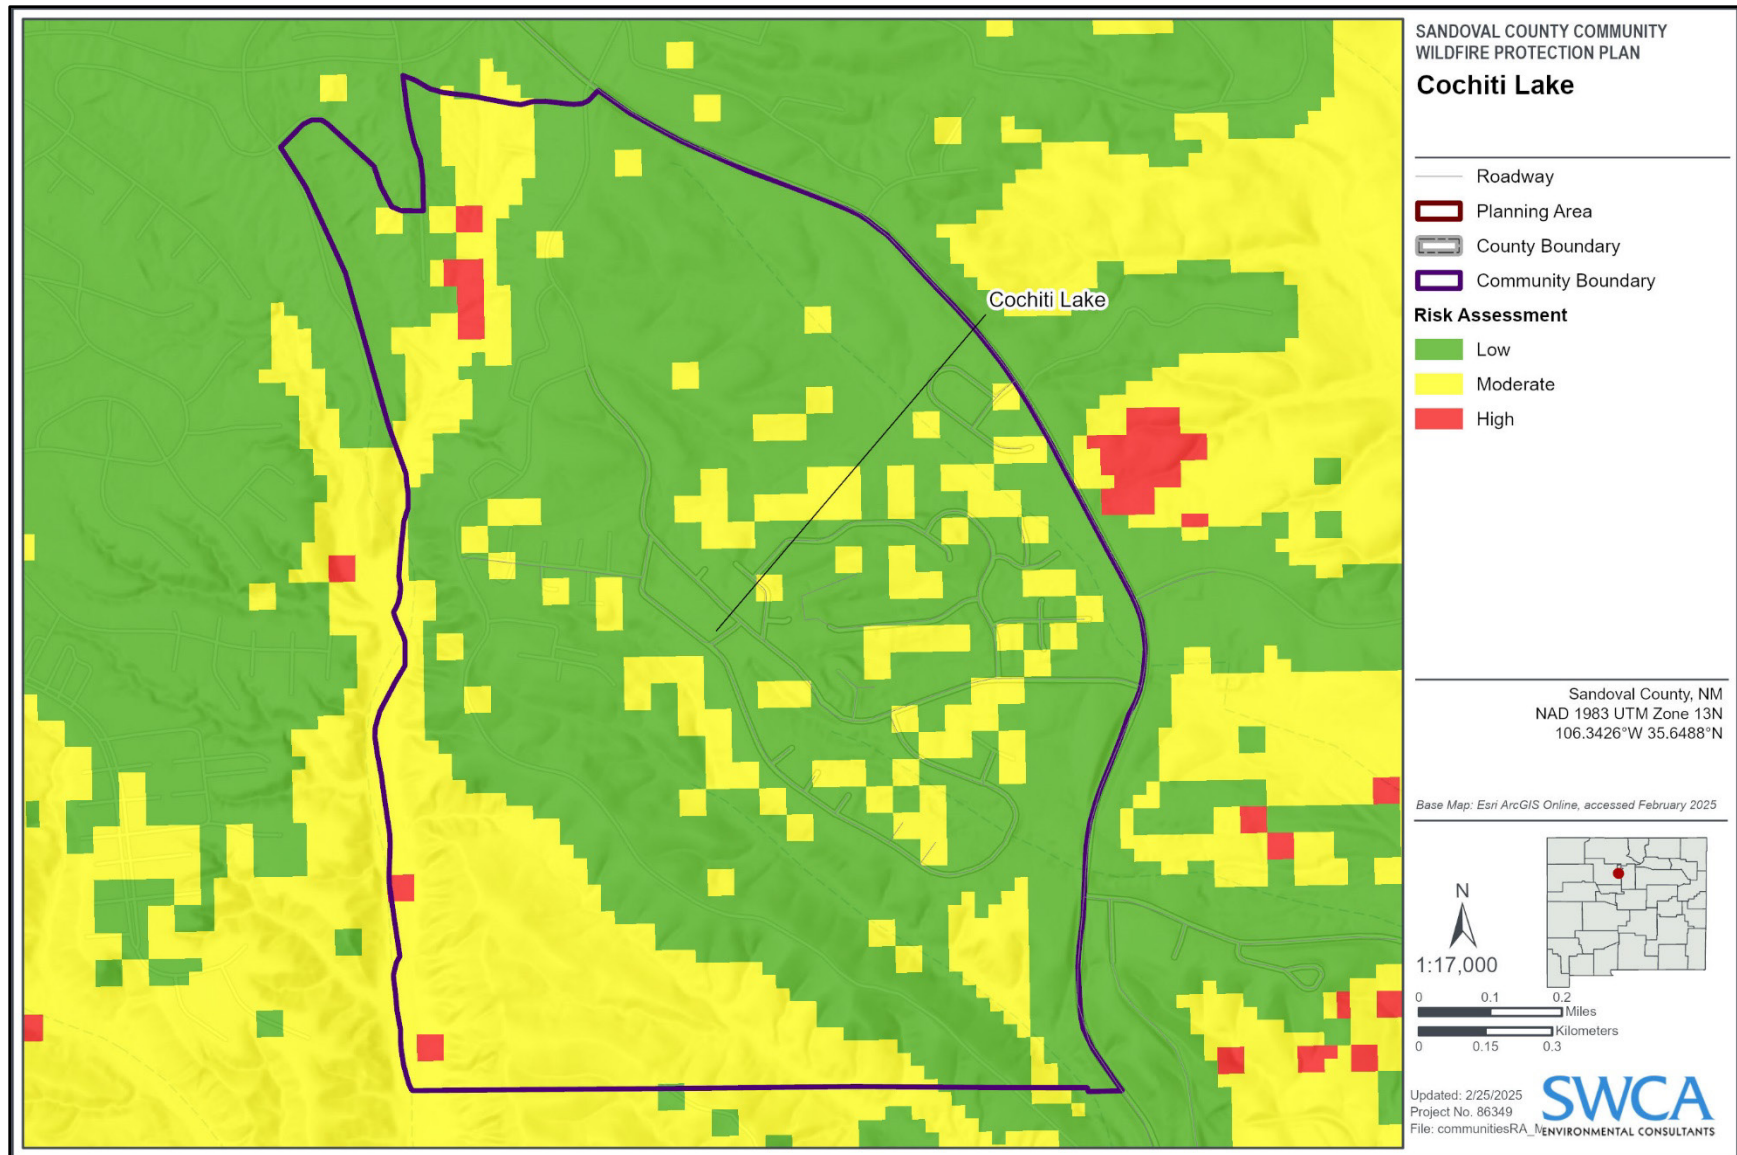 SANDOVAL COUNTY COMMUNITY
WILDFIRE PROTECTION PLAN
Cochiti Lake
Roadway
Planning Area
County Boundary
Community Boundary
Risk Assessment
Low
Moderate
High
Cochiti Lake
Sandoval County, NM
NAD 1983 UTM Zone 13N
106.3426°W 35.6488°N
Base Map: Esri ArcGIS Online, accessed February 2025
N
1:17,000
0 0.1 0.2
Miles
Kilometers
0 0.15 0.3
Updated: 2/25/2025
Project No. 86349
File: communitiesRA_M
SWCA
ENVIRONMENTAL CONSULTANTS